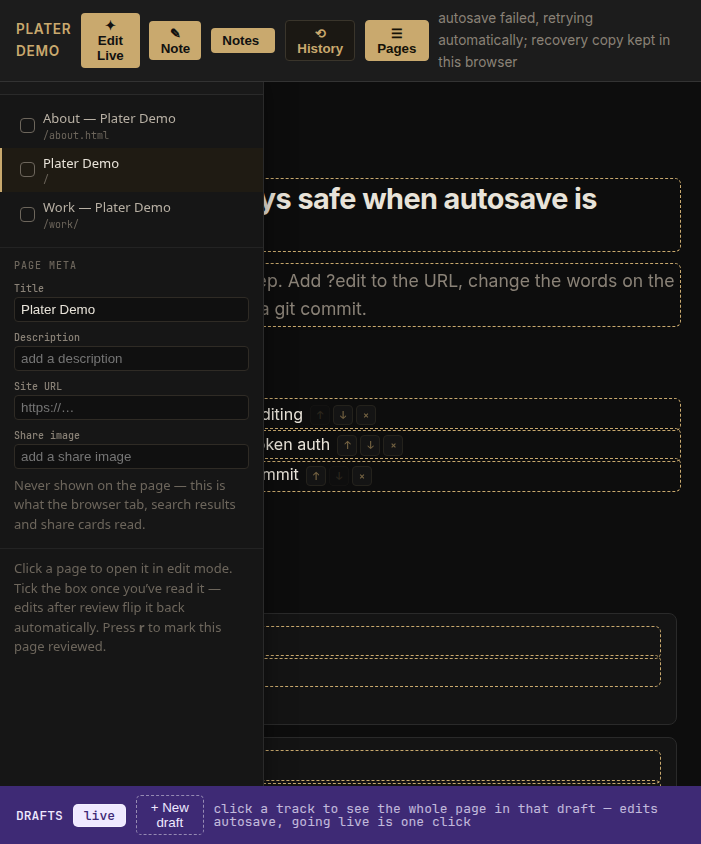 PLATER
DEMO
✦
Edit
Live
✎
Note
Notes
⟲
History
☰
Pages
autosave failed, retrying
automatically; recovery copy kept in
this browser
About — Plater Demo
/about.html
Plater Demo
/
Work — Plater Demo
/work/
PAGE META
Title
Plater Demo
Description
add a description
Site URL
https://…
Share image
add a share image
Never shown on the page — this is
what the browser tab, search results
and share cards read.
Click a page to open it in edit mode.
Tick the box once you’ve read it —
edits after review flip it back
automatically. Press r to mark this
page reviewed.
ys safe when autosave is
ep. Add ?edit to the URL, change the words on the
a git commit.
diting ↑ ↓ ×
ken auth ↑ ↓ ×
mmit ↑ ↓ ×
DRAFTS
live
+ New
draft
click a track to see the whole page in that draft — edits
autosave, going live is one click